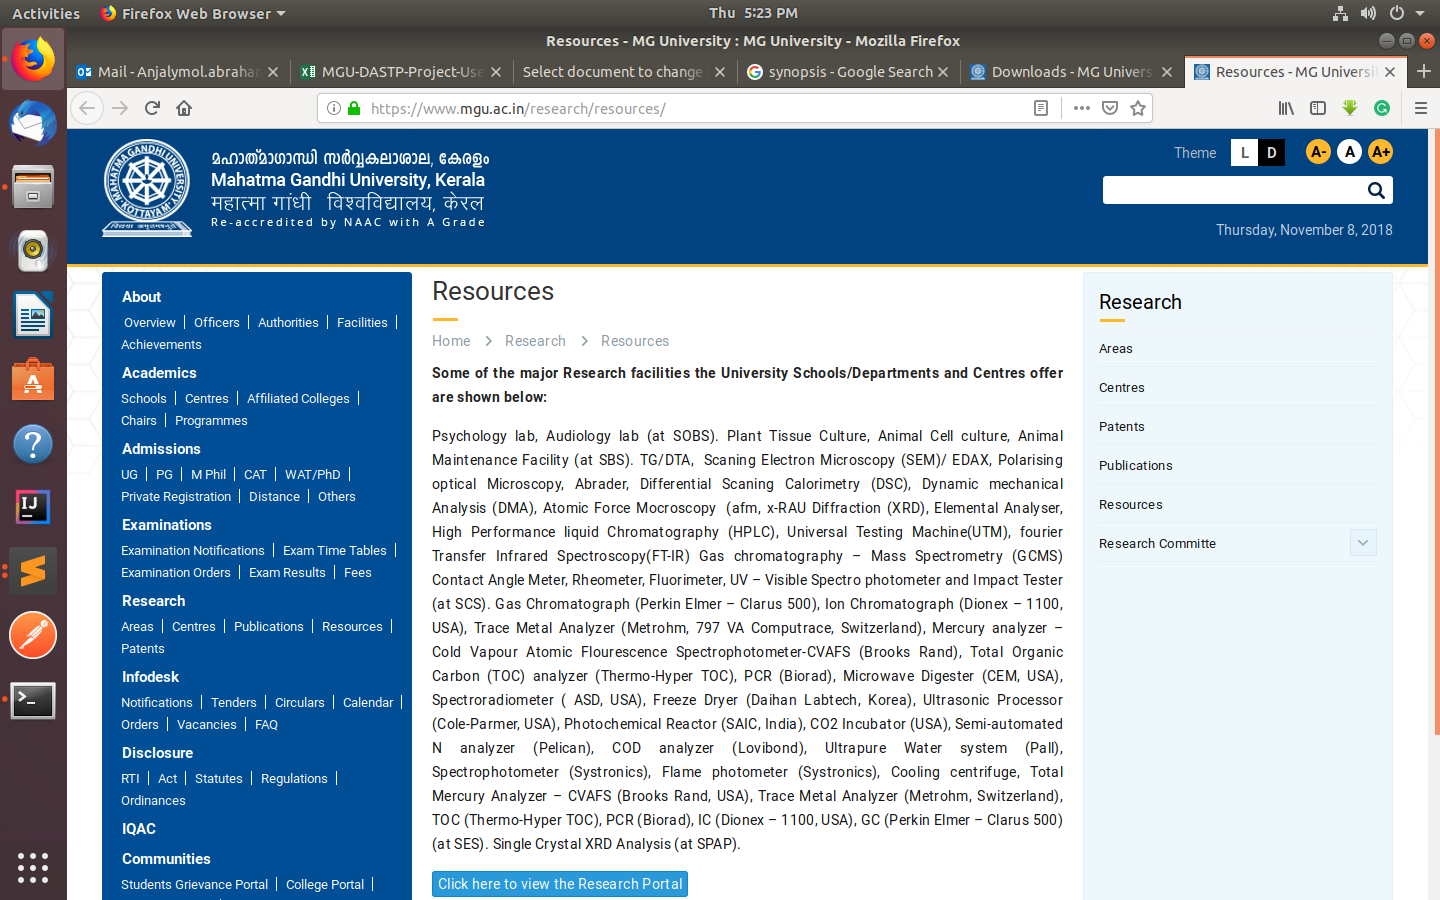 Activities
Firefox Web Browser
Thu 5:23 PM
Resources - MG University : MG University - Mozilla Firefox
Mail - Anjalymol.abrahan
MGU-DASTP-Project-Use
Select document to change
synopsis - Google Search
Downloads - MG Univers
Resources - MG Universit
https://www.mgu.ac.in/research/resources/
മഹാത്മാഗാന്ധി സർവ്വകലാശാല, കേരളം
Mahatma Gandhi University, Kerala
महात्मा गांधी विश्वविद्यालय, केरल
Re-accredited by NAAC with A Grade
MAHATMA GANDHI UNIVERSITY
KOTTAYAM
Theme L D A- A A+
Thursday, November 8, 2018
About
Overview | Officers | Authorities | Facilities |
Achievements
Academics
Schools | Centres | Affiliated Colleges |
Chairs | Programmes
Admissions
UG | PG | M Phil | CAT | WAT/PhD |
Private Registration | Distance | Others
Examinations
Examination Notifications | Exam Time Tables |
Examination Orders | Exam Results | Fees
Research
Areas | Centres | Publications | Resources |
Patents
Infodesk
Notifications | Tenders | Circulars | Calendar |
Orders | Vacancies | FAQ
Disclosure
RTI | Act | Statutes | Regulations |
Ordinances
IQAC
Communities
Students Grievance Portal | College Portal |
Resources
Home > Research > Resources
Some of the major Research facilities the University Schools/Departments and Centres offer
are shown below:
Psychology lab, Audiology lab (at SOBS). Plant Tissue Culture, Animal Cell culture, Animal
Maintenance Facility (at SBS). TG/DTA, Scaning Electron Microscopy (SEM)/ EDAX, Polarising
optical Microscopy, Abrader, Differential Scaning Calorimetry (DSC), Dynamic mechanical
Analysis (DMA), Atomic Force Mocroscopy (afm, x-RAU Diffraction (XRD), Elemental Analyser,
High Performance liquid Chromatography (HPLC), Universal Testing Machine(UTM), fourier
Transfer Infrared Spectroscopy(FT-IR) Gas chromatography – Mass Spectrometry (GCMS)
Contact Angle Meter, Rheometer, Fluorimeter, UV – Visible Spectro photometer and Impact Tester
(at SCS). Gas Chromatograph (Perkin Elmer – Clarus 500), Ion Chromatograph (Dionex – 1100,
USA), Trace Metal Analyzer (Metrohm, 797 VA Computrace, Switzerland), Mercury analyzer –
Cold Vapour Atomic Flourescence Spectrophotometer-CVAFS (Brooks Rand), Total Organic
Carbon (TOC) analyzer (Thermo-Hyper TOC), PCR (Biorad), Microwave Digester (CEM, USA),
Spectroradiometer ( ASD, USA), Freeze Dryer (Daihan Labtech, Korea), Ultrasonic Processor
(Cole-Parmer, USA), Photochemical Reactor (SAIC, India), CO2 Incubator (USA), Semi-automated
N analyzer (Pelican), COD analyzer (Lovibond), Ultrapure Water system (Pall),
Spectrophotometer (Systronics), Flame photometer (Systronics), Cooling centrifuge, Total
Mercury Analyzer – CVAFS (Brooks Rand, USA), Trace Metal Analyzer (Metrohm, Switzerland),
TOC (Thermo-Hyper TOC), PCR (Biorad), IC (Dionex – 1100, USA), GC (Perkin Elmer – Clarus 500)
(at SES). Single Crystal XRD Analysis (at SPAP).
Click here to view the Research Portal
Research
Areas
Centres
Patents
Publications
Resources
Research Committe